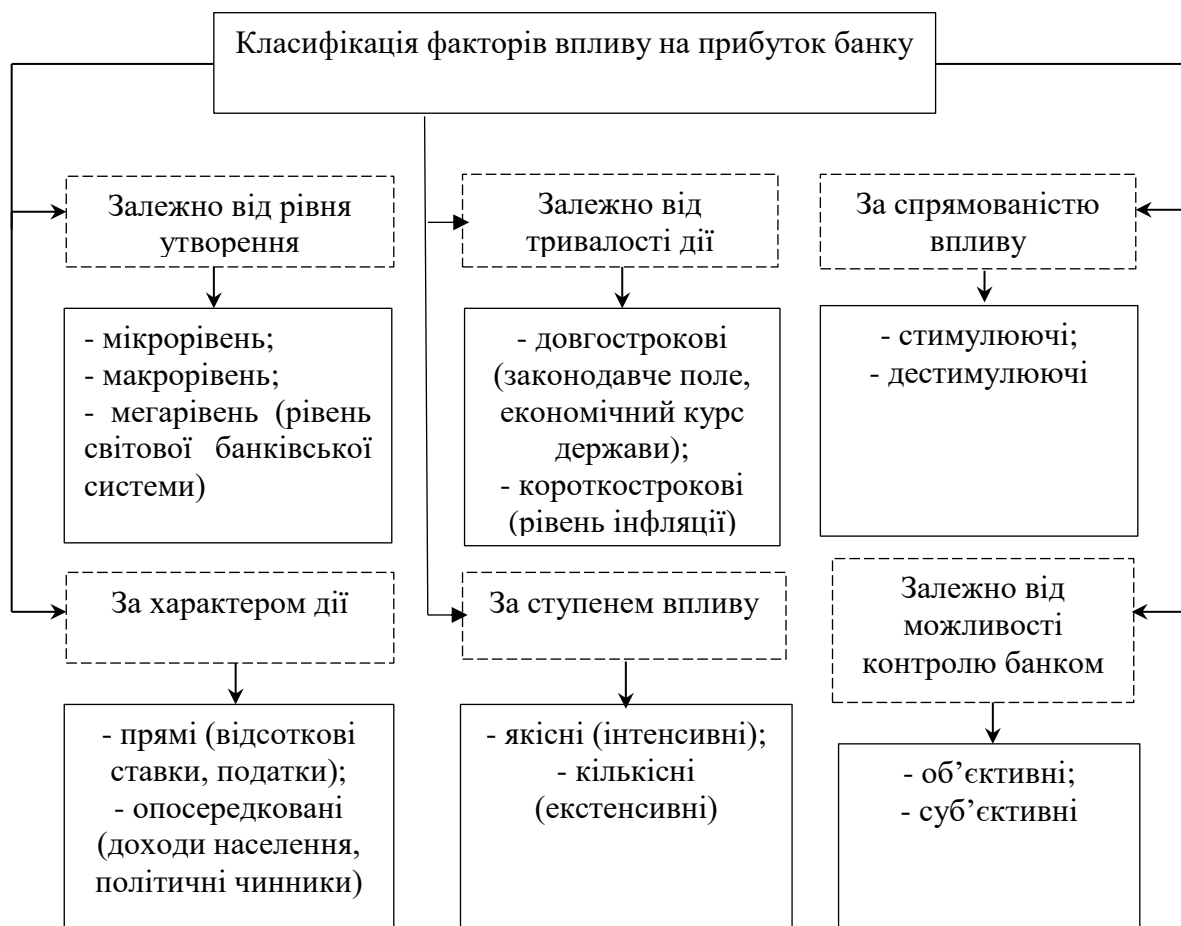 Класифікація факторів впливу на прибуток банку
Залежно від рівня
утворення
Залежно від
тривалості дії
За спрямованістю
впливу
- мікрорівень;
- макрорівень;
- мегарівень (рівень
світової банківської
системи)
- довгострокові
(законодавче поле,
економічний курс
держави);
- короткострокові
(рівень інфляції)
- стимулюючі;
- дестимулюючі
За характером дії
За ступенем впливу
Залежно від
можливості
контролю банком
- прямі (відсоткові
ставки, податки);
- опосередковані
(доходи населення,
політичні чинники)
- якісні (інтенсивні);
- кількісні
(екстенсивні)
- об’єктивні;
- суб’єктивні